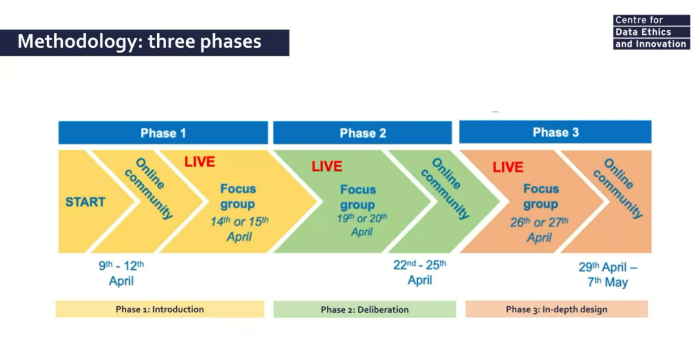 Methodology: three phases
Centre for
Data Ethics
and Innovation
Phase 1
Phase 2
Phase 3
START
Online
community
LIVE
Focus
group
14th or 15th
April
LIVE
Focus
group
19th or 20th
April
Online
community
LIVE
Focus
group
26th or 27th
April
Online
community
9th - 12th
April
22nd - 25th
April
29th April –
7th May
Phase 1: Introduction
Phase 2: Deliberation
Phase 3: In-depth design